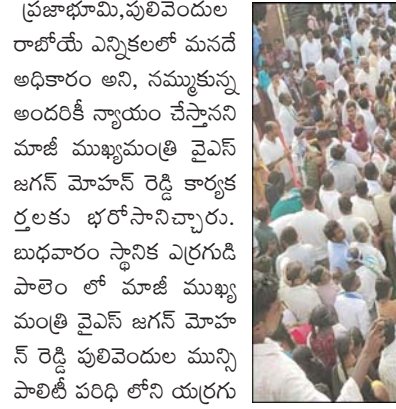 ప్రజాభూమి,పులివెందుల
రాబోయే ఎన్నికలలో మనదే
అధికారం అని, నమ్ముకున్న
అందరికీ న్యాయం చేస్తానని
మాజీ ముఖ్యమంత్రి వైఎస్
జగన్ మోహన్ రెడ్డి కార్యక
ర్తలకు భరోసానిచ్చారు.
బుధవారం స్థానిక ఎర్రగుడి
పాలెం లో మాజీ ముఖ్య
మంత్రి వైఎస్ జగన్ మోహ
న్ రెడ్డి పులివెందుల మున్సి
పాలిటీ పరిధి లోని యర్రగు